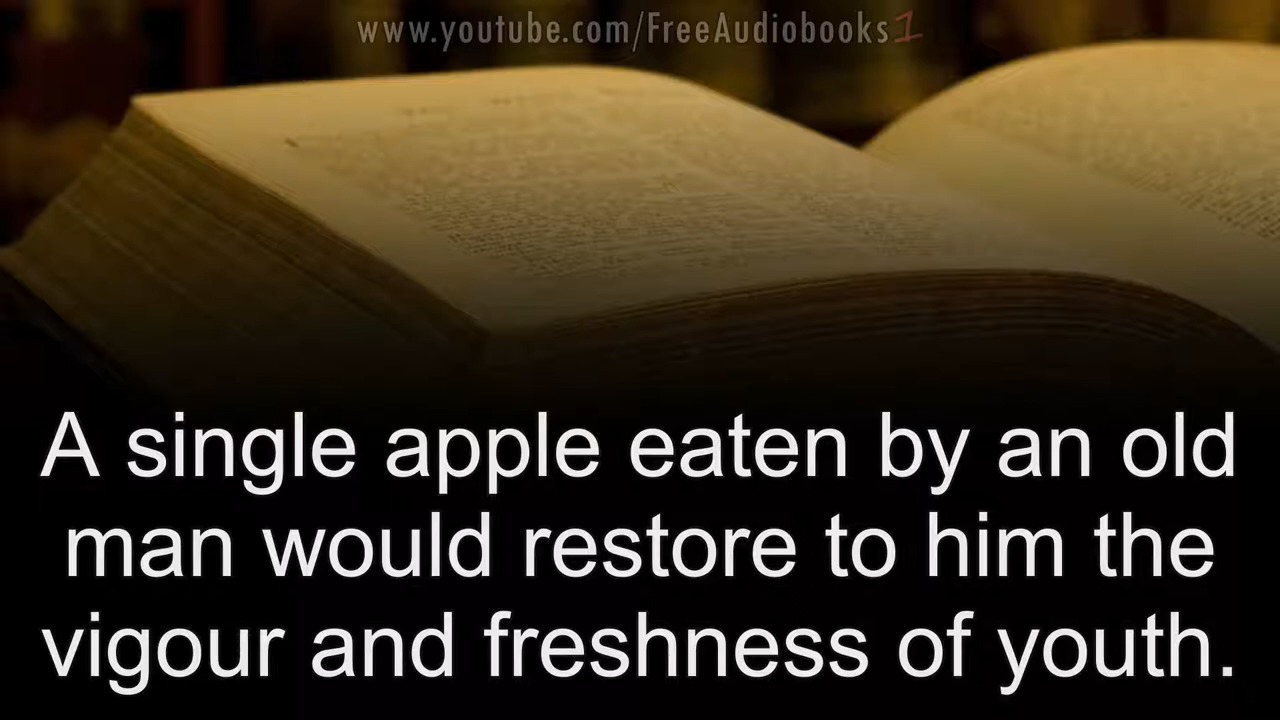 www.youtube.com/FreeAudiobooks1
A single apple eaten by an old
man would restore to him the
vigour and freshness of youth.